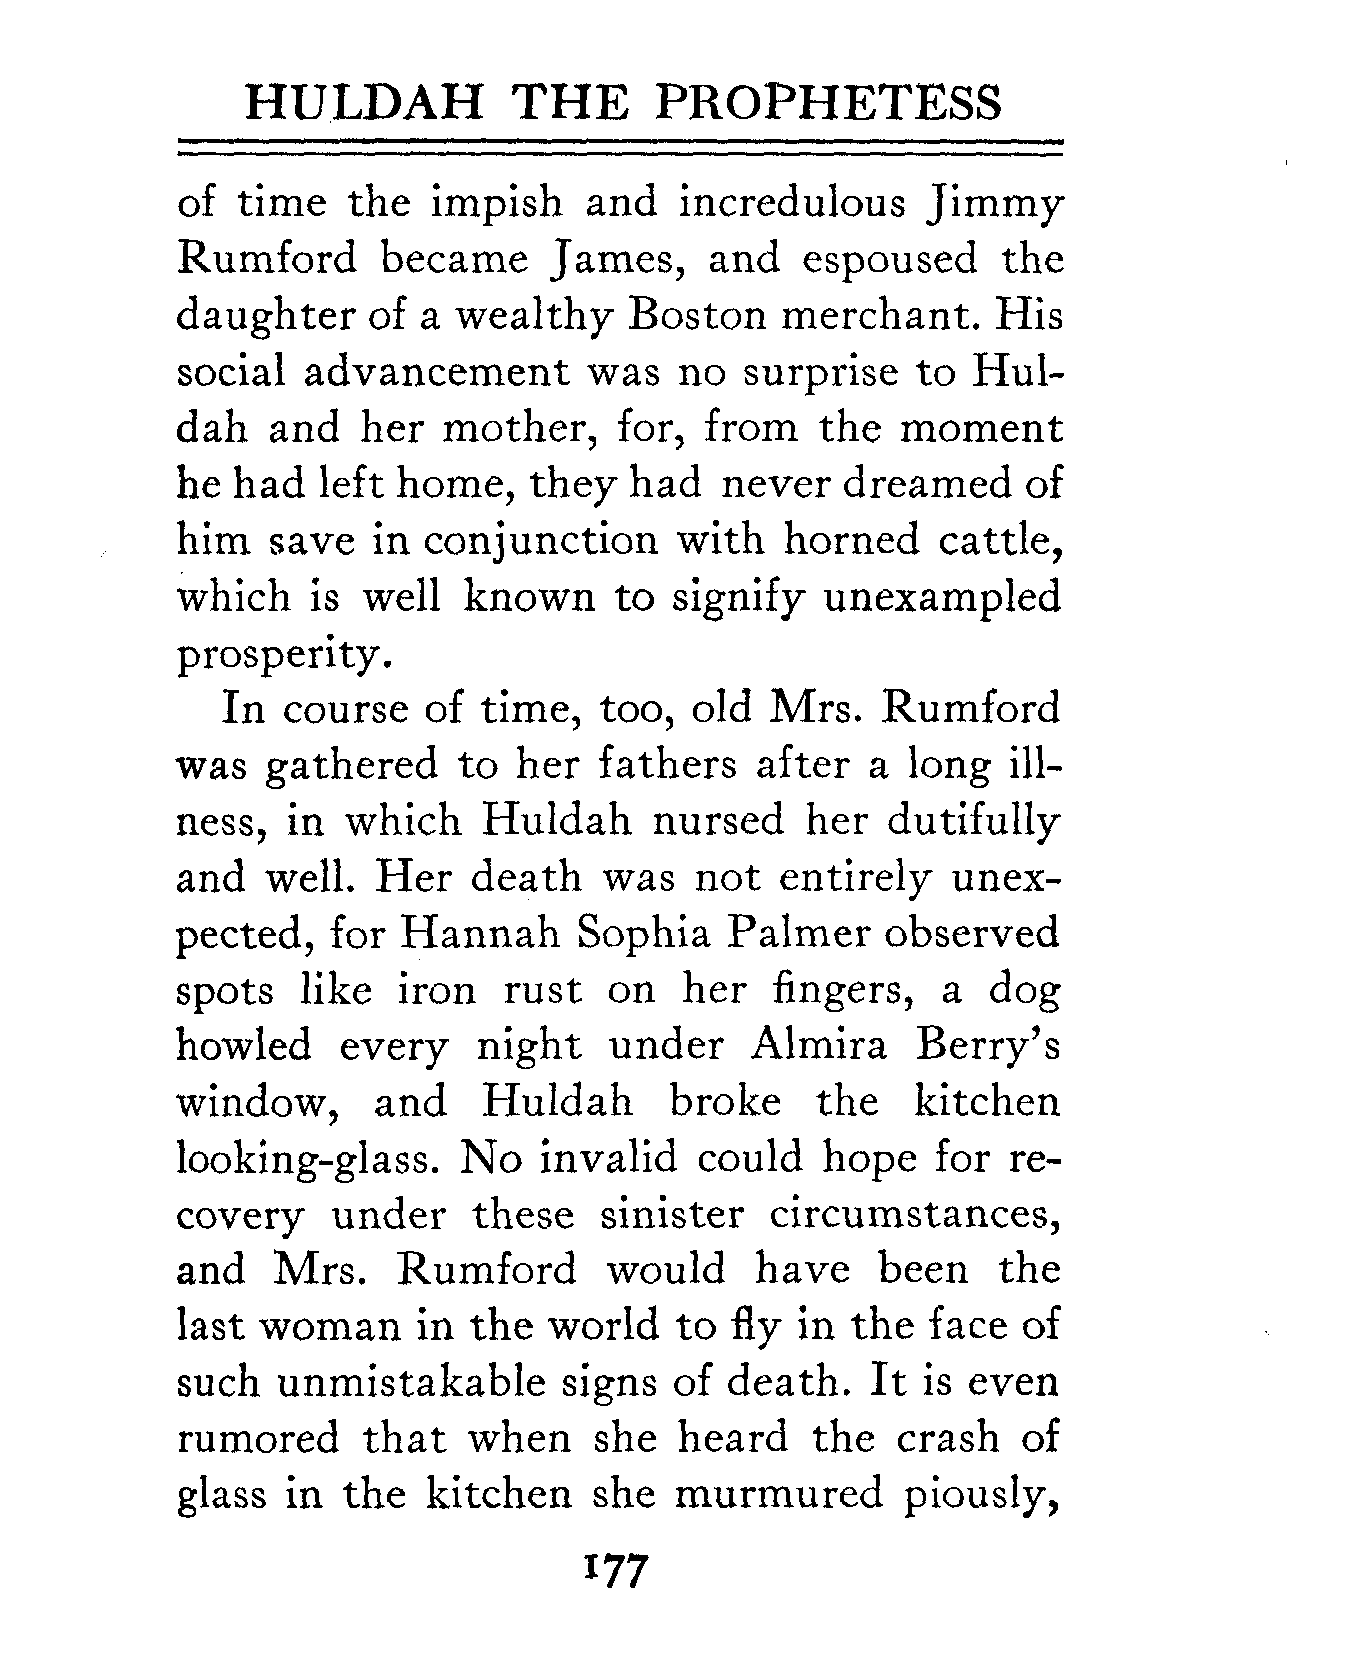 HULDAH THE PROPHETESS
of time the impish and incredulous Jimmy
Rumford became James, and espoused the
daughter of a wealthy Boston merchant. His
social advancement was no surprise to Hul-
dah and her mother, for, from the moment
he had left home, they had never dreamed of
him save in conjunction with horned cattle,
which is well known to signify unexampled
prosperity.
In course of time, too, old Mrs. Rumford
was gathered to her fathers after a long ill-
ness, in which Huldah nursed her dutifully
and well. Her death was not entirely unex-
pected, for Hannah Sophia Palmer observed
spots like iron rust on her fingers, a dog
howled every night under Almira Berry's
window, and Huldah broke the kitchen
looking-glass. No invalid could hope for re-
covery under these sinister circumstances,
and Mrs. Rumford would have been the
last woman in the world to fly in the face of
such unmistakable signs of death. It is even
rumored that when she heard the crash of
glass in the kitchen she murmured piously,
177